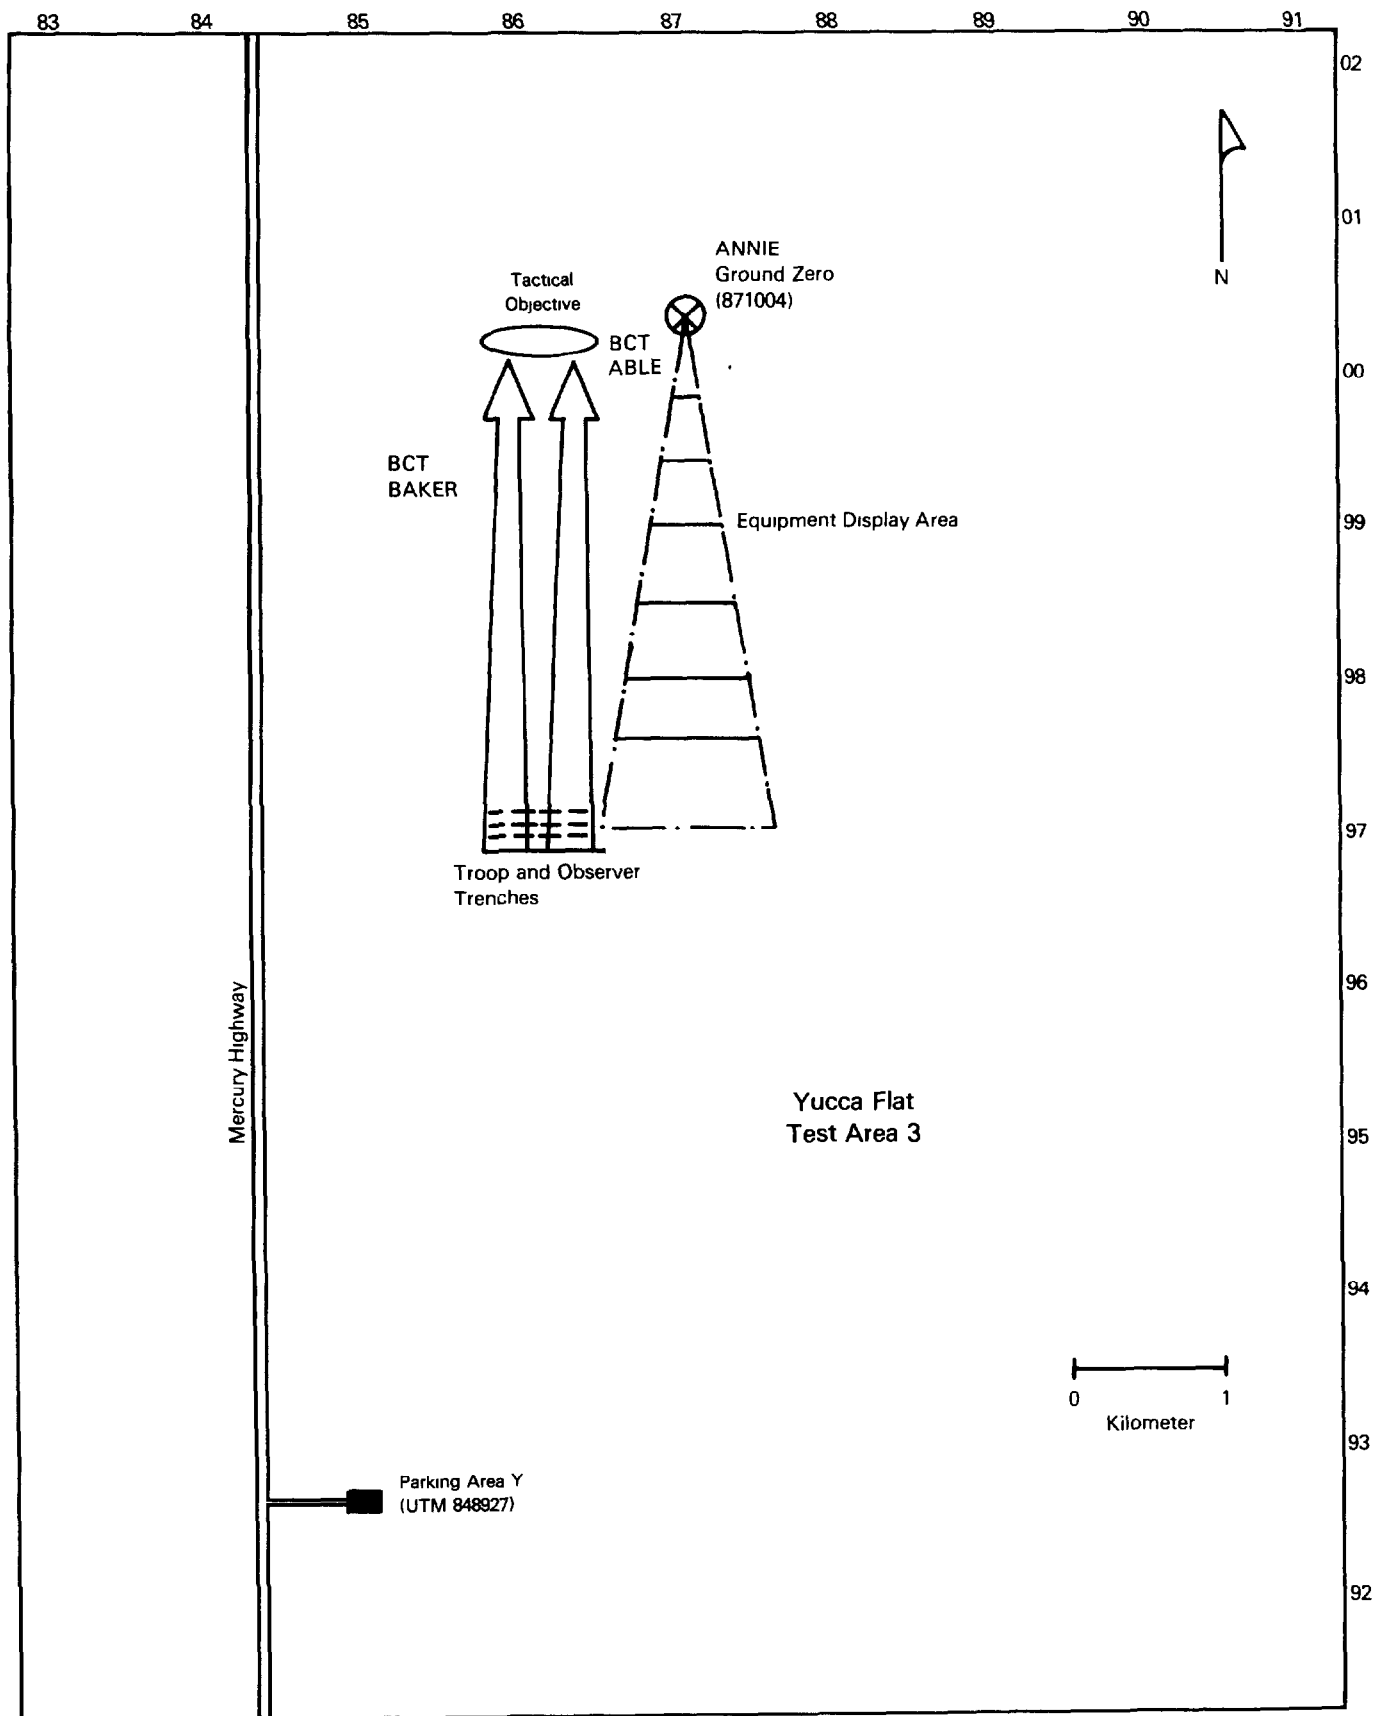 83 84 85 86 87 88 89 90 91
02
01
ANNIE
Ground Zero
(871004)
N
Tactical
Objective
BCT
ABLE
00
BCT
BAKER
Equipment Display Area
99
98
97
Troop and Observer
Trenches
96
Mercury Highway
Yucca Flat
Test Area 3
95
94
0 1
Kilometer
93
Parking Area Y
(UTM 848927)
92